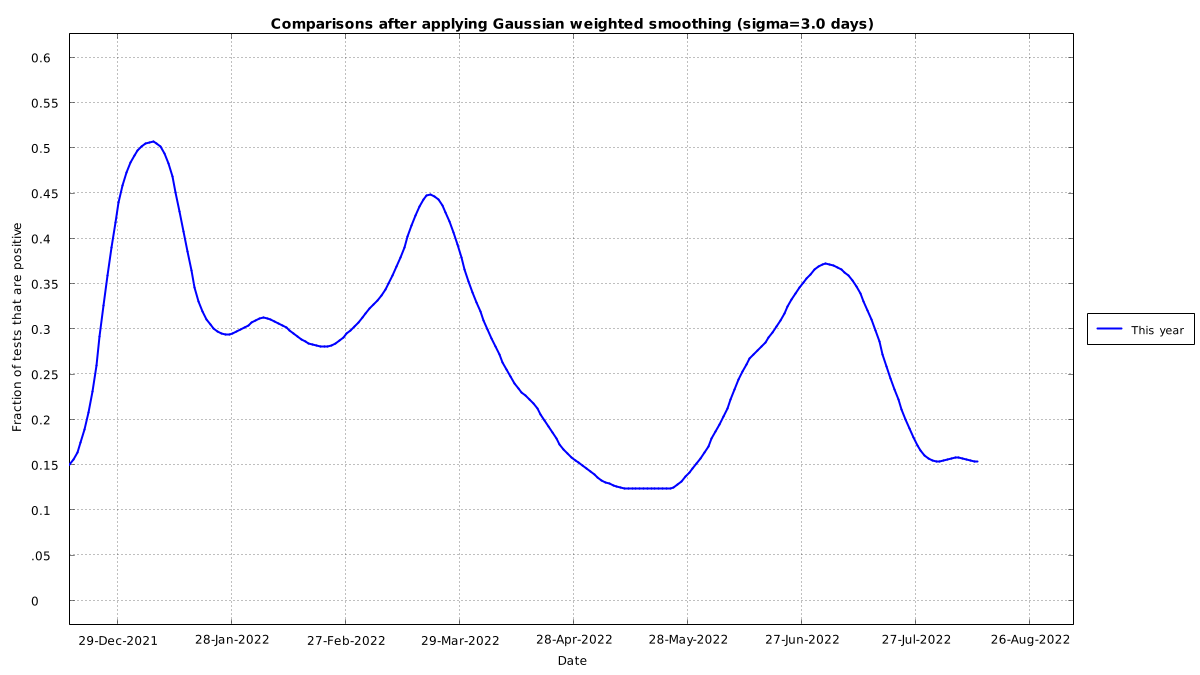 Comparisons after applying Gaussian weighted smoothing (sigma=3.0 days)
0.6
0.55
0.5
0.45
0.4
0.35
0.3
0.25
0.2
0.15
0.1
.05
0
Fraction of tests that are positive
29-Dec-2021 28-Jan-2022 27-Feb-2022 29-Mar-2022 28-Apr-2022 28-May-2022 27-Jun-2022 27-Jul-2022 26-Aug-2022
Date
This year